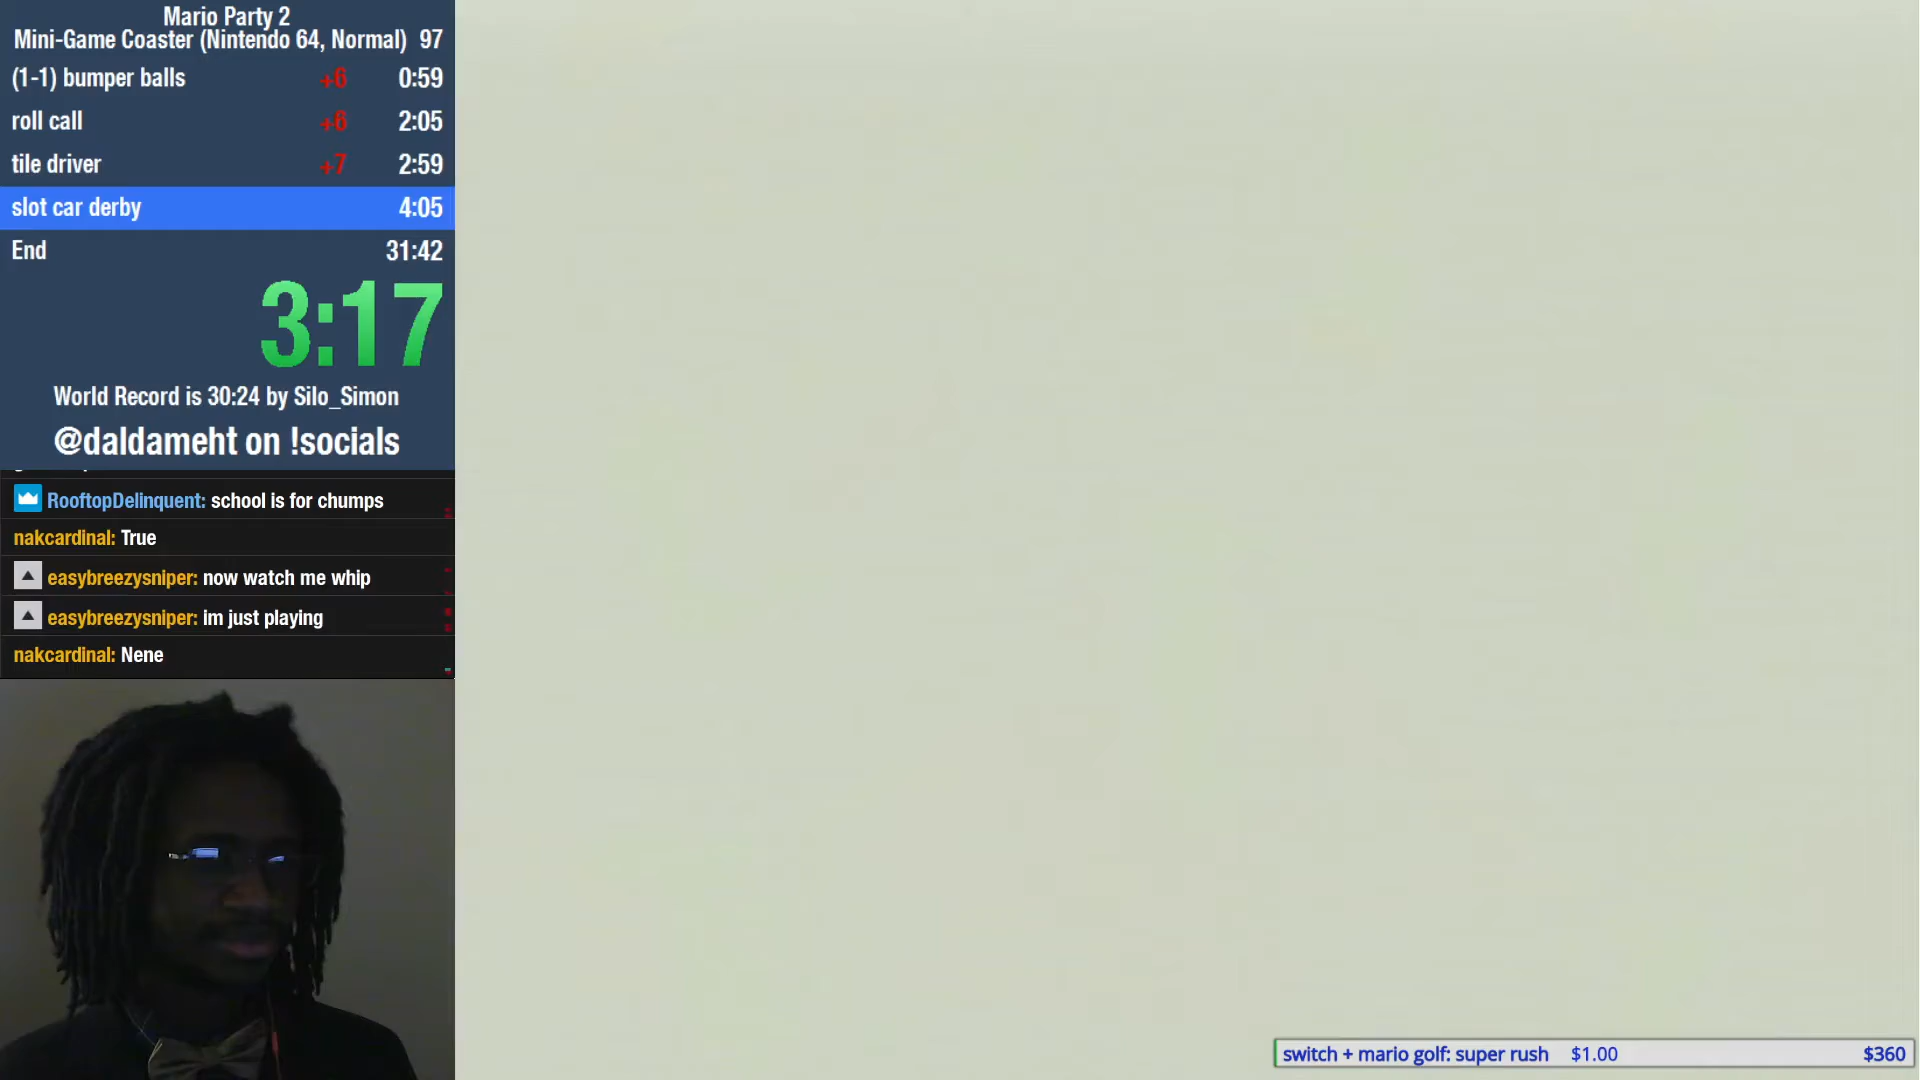 Mario Party 2
Mini-Game Coaster (Nintendo 64, Normal) 97
(1-1) bumper balls +6 0:59
roll call +6 2:05
tile driver +7 2:59
slot car derby 4:05
End 31:42
3:17
World Record is 30:24 by Silo_Simon
@daldameht on !socials
RooftopDelinquent: school is for chumps
nakcardinal: True
easybreezysniper: now watch me whip
easybreezysniper: im just playing
nakcardinal: Nene
switch + mario golf: super rush $1.00 $360